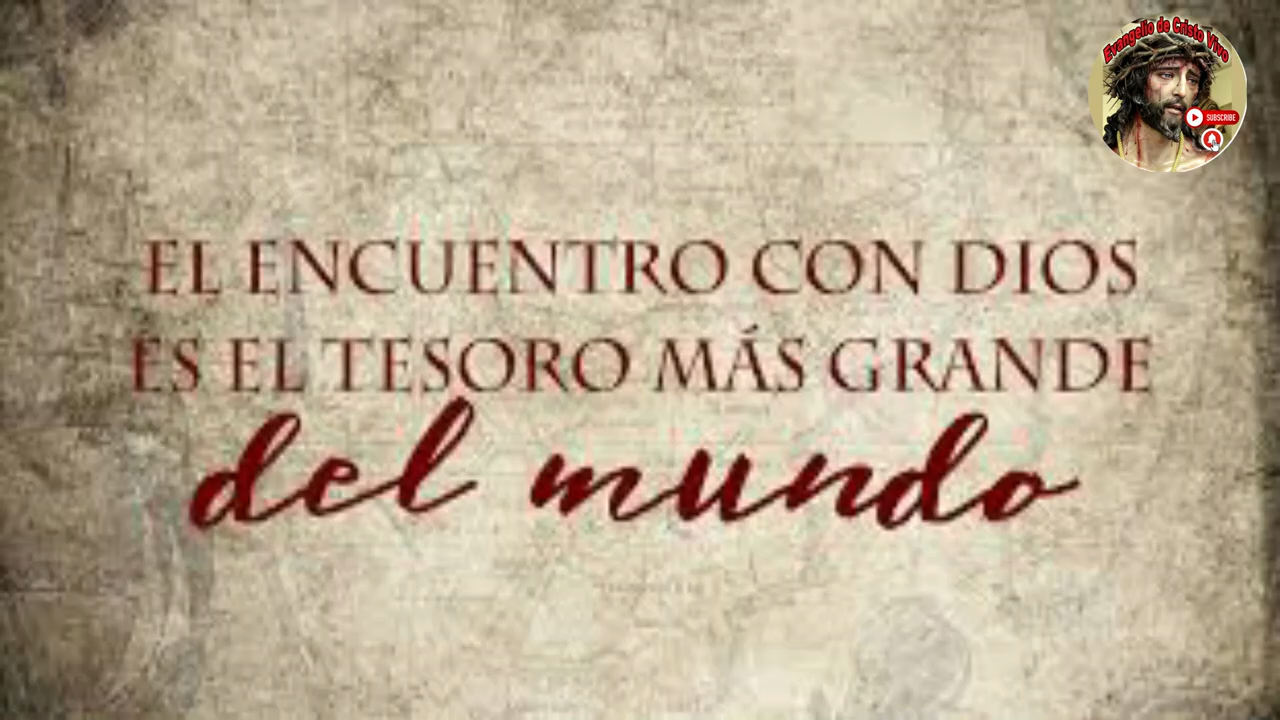 Evangelio de Cristo Vivo
SUBSCRIBE
EL ENCUENTRO CON DIOS
ES EL TESORO MÁS GRANDE
del mundo